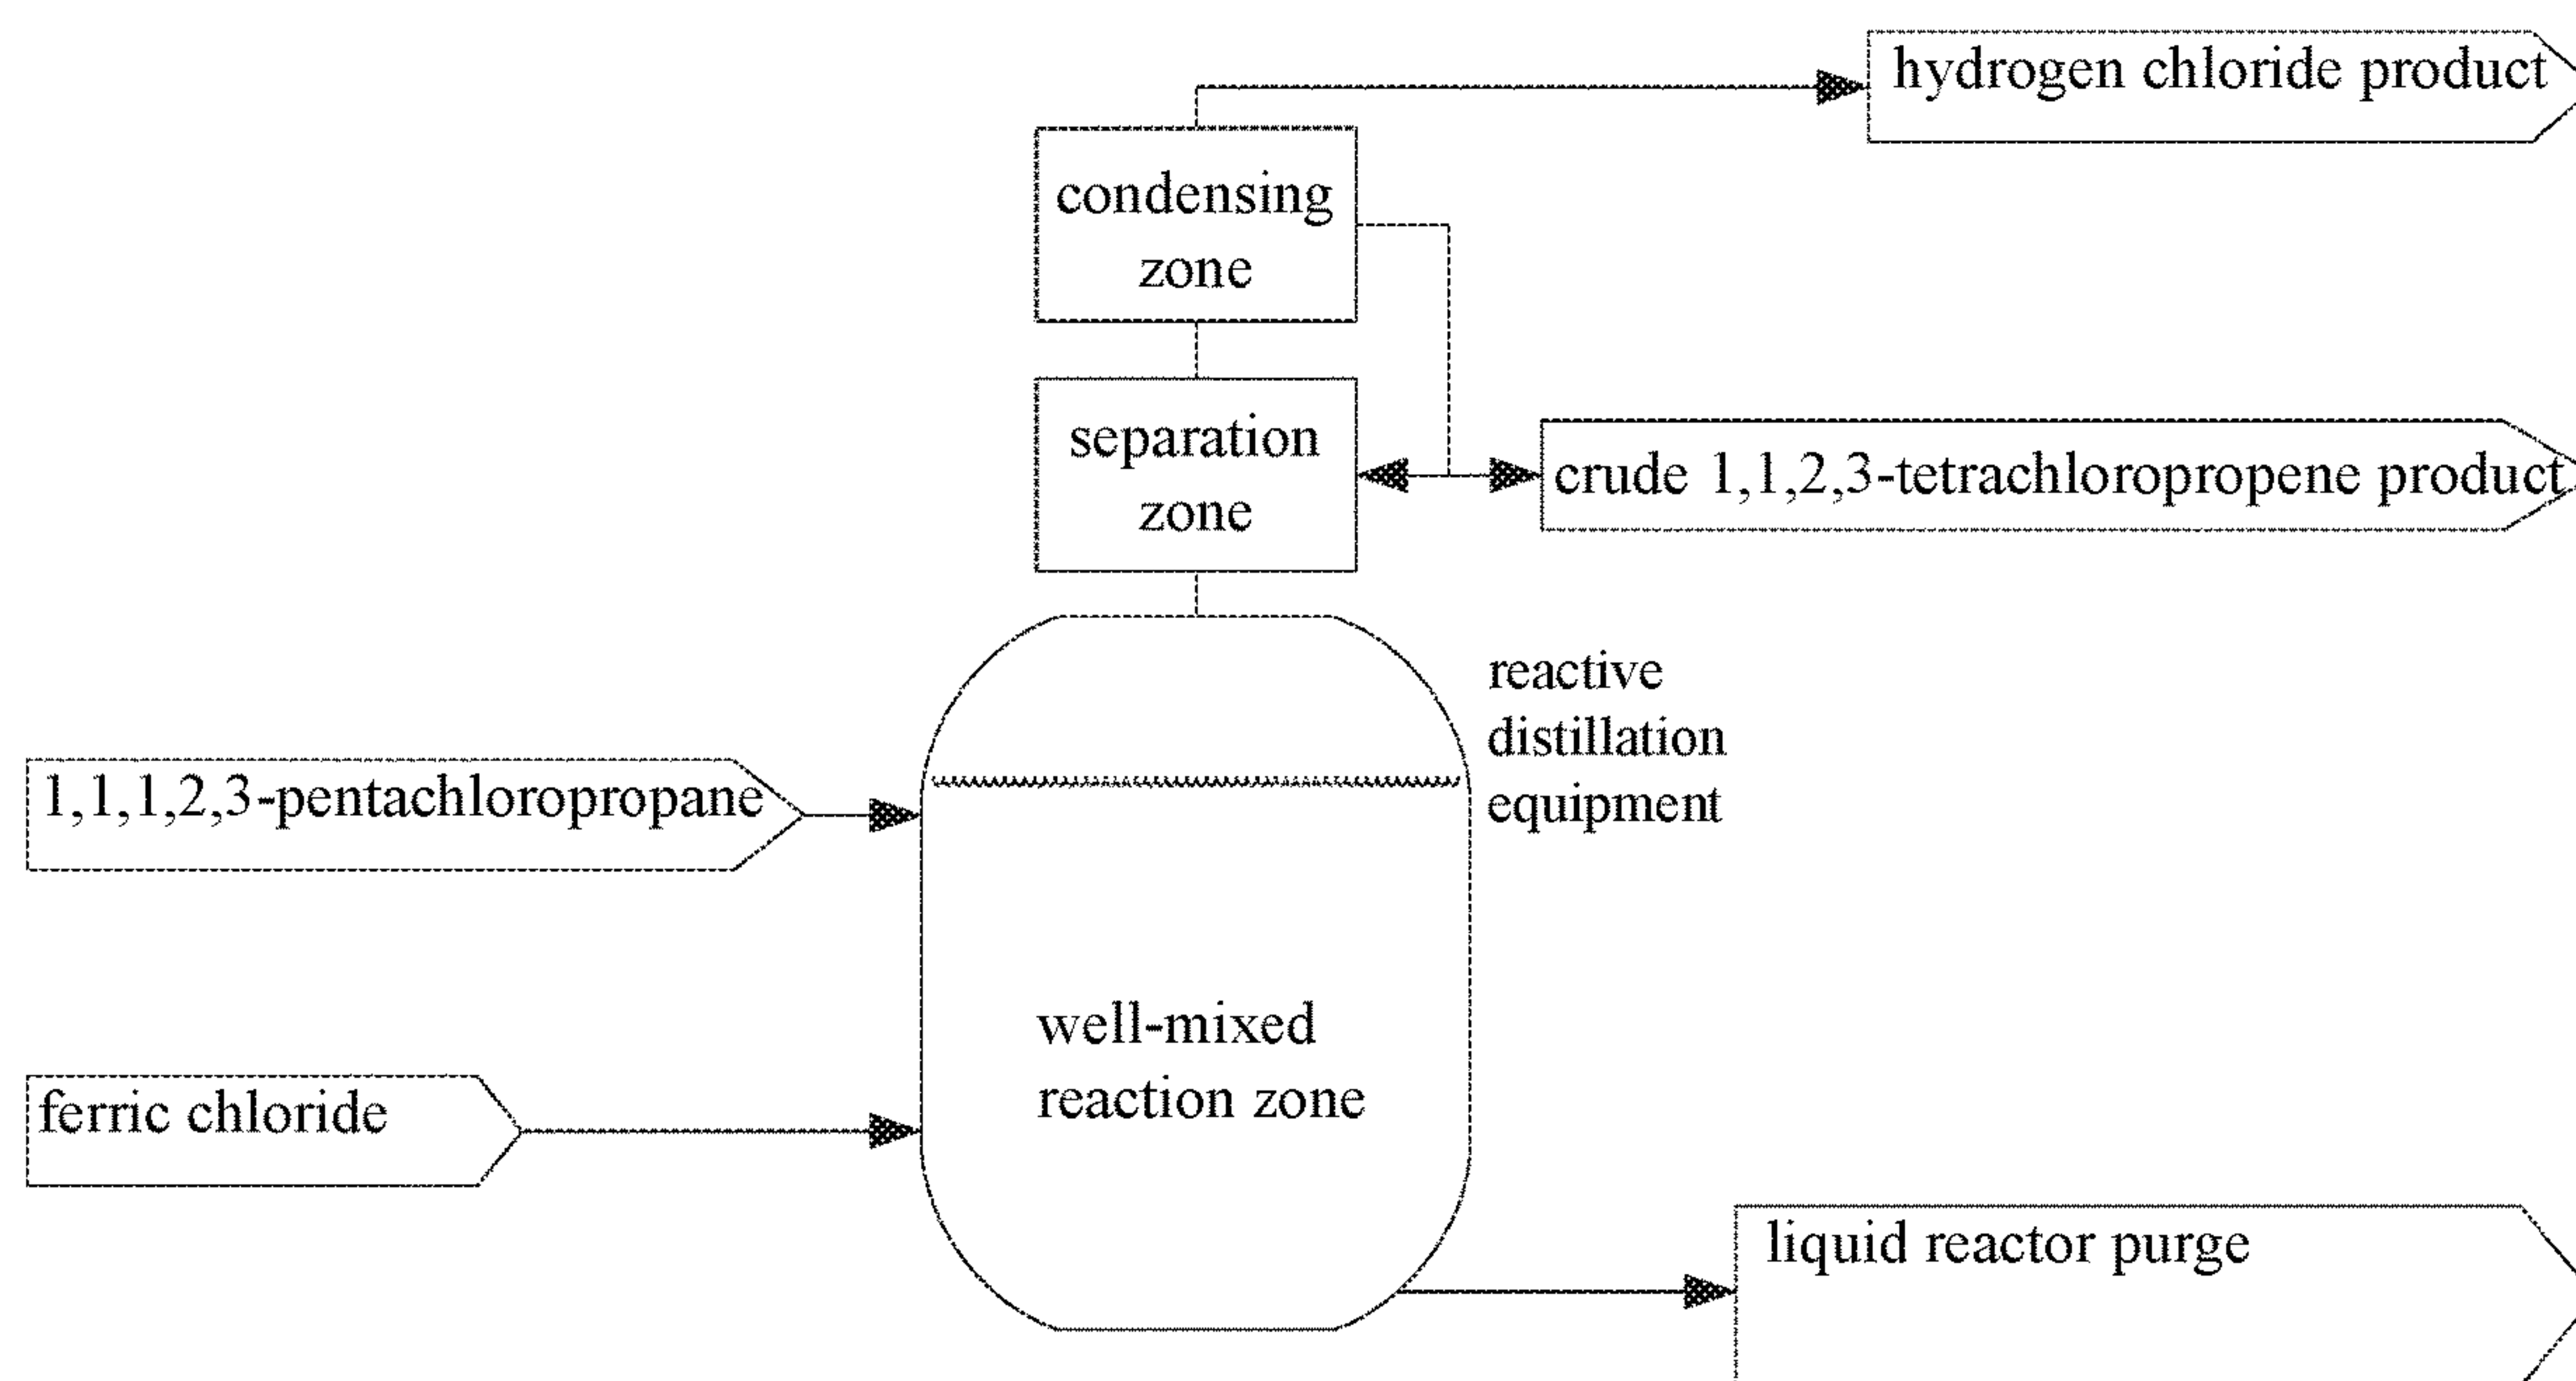 hydrogen chloride product
condensing
zone
separation
zone
crude 1,1,2,3-tetrachloropropene product
reactive
distillation
equipment
1,1,1,2,3-pentachloropropane
well-mixed
reaction zone
ferric chloride
liquid reactor purge